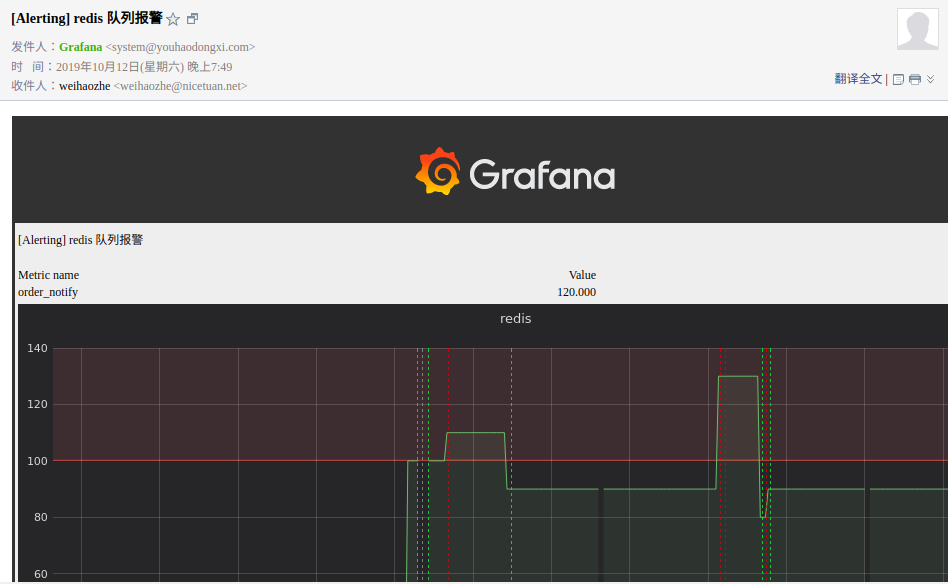 [Alerting] redis 队列报警
发件人：Grafana <system@youhaodongxi.com>
时 间：2019年10月12日(星期六) 晚上7:49
收件人：weihaozhe <weihaozhe@nicetuan.net>
翻译全文 |
Grafana
[Alerting] redis 队列报警
Metric name Value
order_notify 120.000
redis
140
120
100
80
60